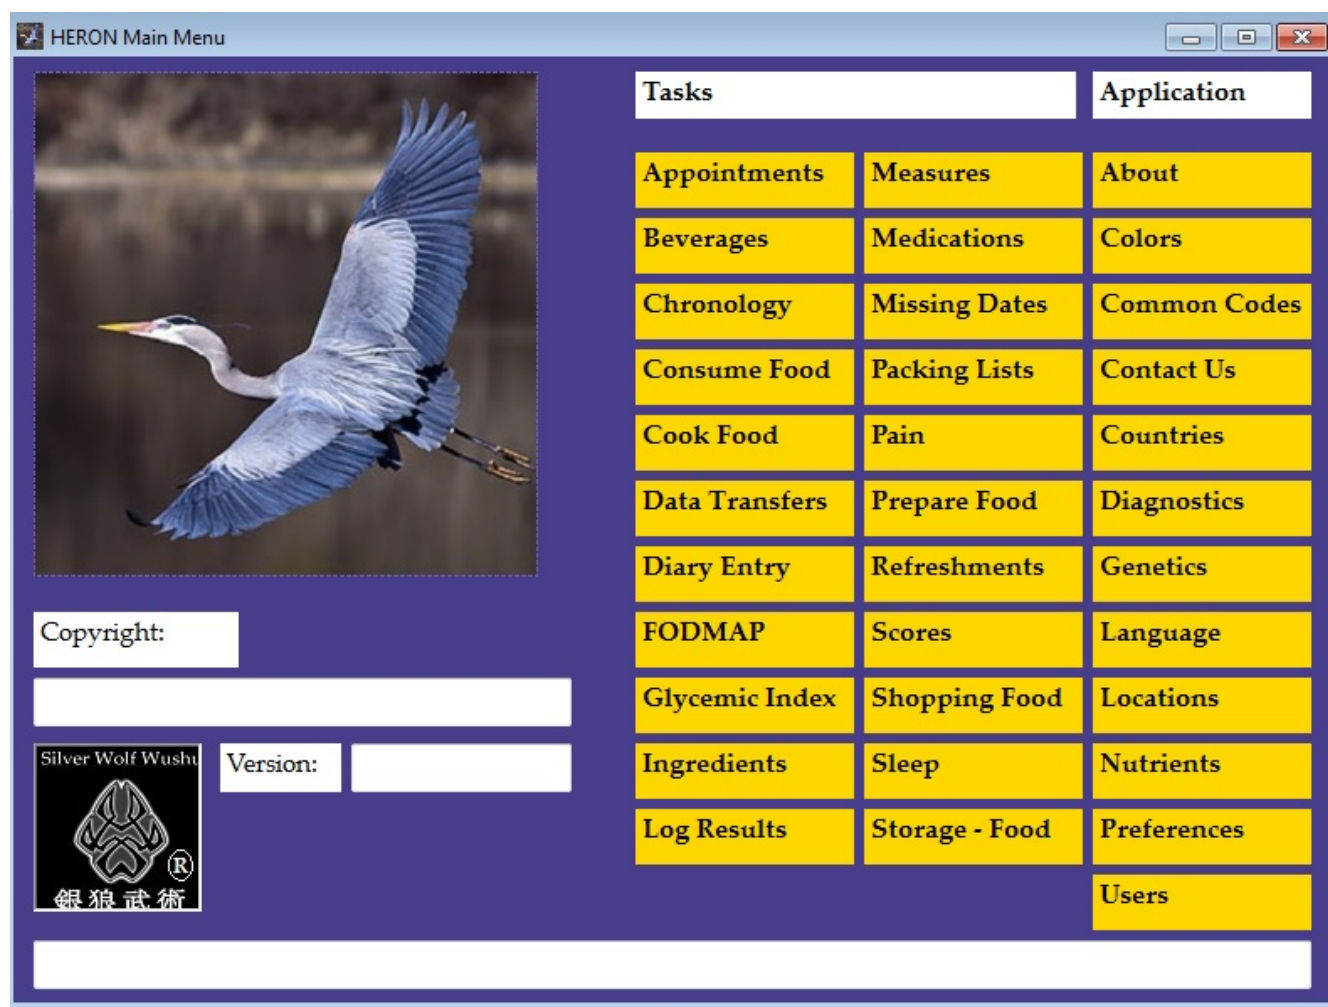 HERON Main Menu
Tasks
Application
Appointments
Measures
About
Beverages
Medications
Colors
Chronology
Missing Dates
Common Codes
Consume Food
Packing Lists
Contact Us
Cook Food
Pain
Countries
Data Transfers
Prepare Food
Diagnostics
Diary Entry
Refreshments
Genetics
Copyright:
FODMAP
Scores
Language
Glycemic Index
Shopping Food
Locations
Silver Wolf Wushu
Version:
Ingredients
Sleep
Nutrients
Log Results
Storage - Food
Preferences
®
銀狼武術
Users